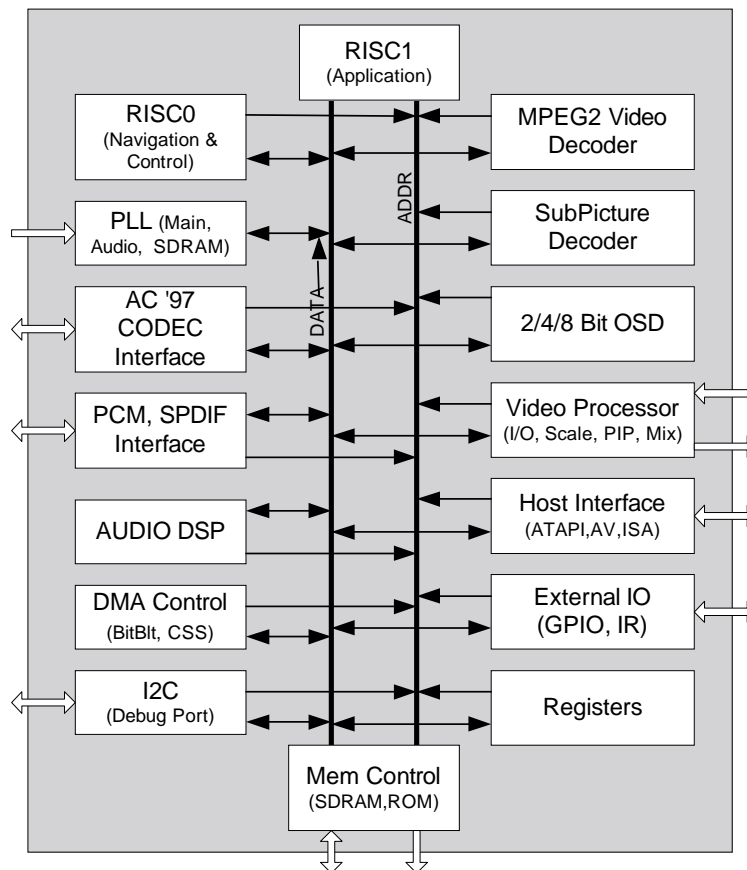 RISC1
(Application)
RISC0
(Navigation &
Control)
MPEG2 Video
Decoder
ADDR
PLL (Main,
Audio, SDRAM)
SubPicture
Decoder
DATA
AC '97
CODEC
Interface
2/4/8 Bit OSD
PCM, SPDIF
Interface
Video Processor
(I/O, Scale, PIP, Mix)
AUDIO DSP
Host Interface
(ATAPI,AV,ISA)
DMA Control
(BitBlt, CSS)
External IO
(GPIO, IR)
I2C
(Debug Port)
Registers
Mem Control
(SDRAM,ROM)